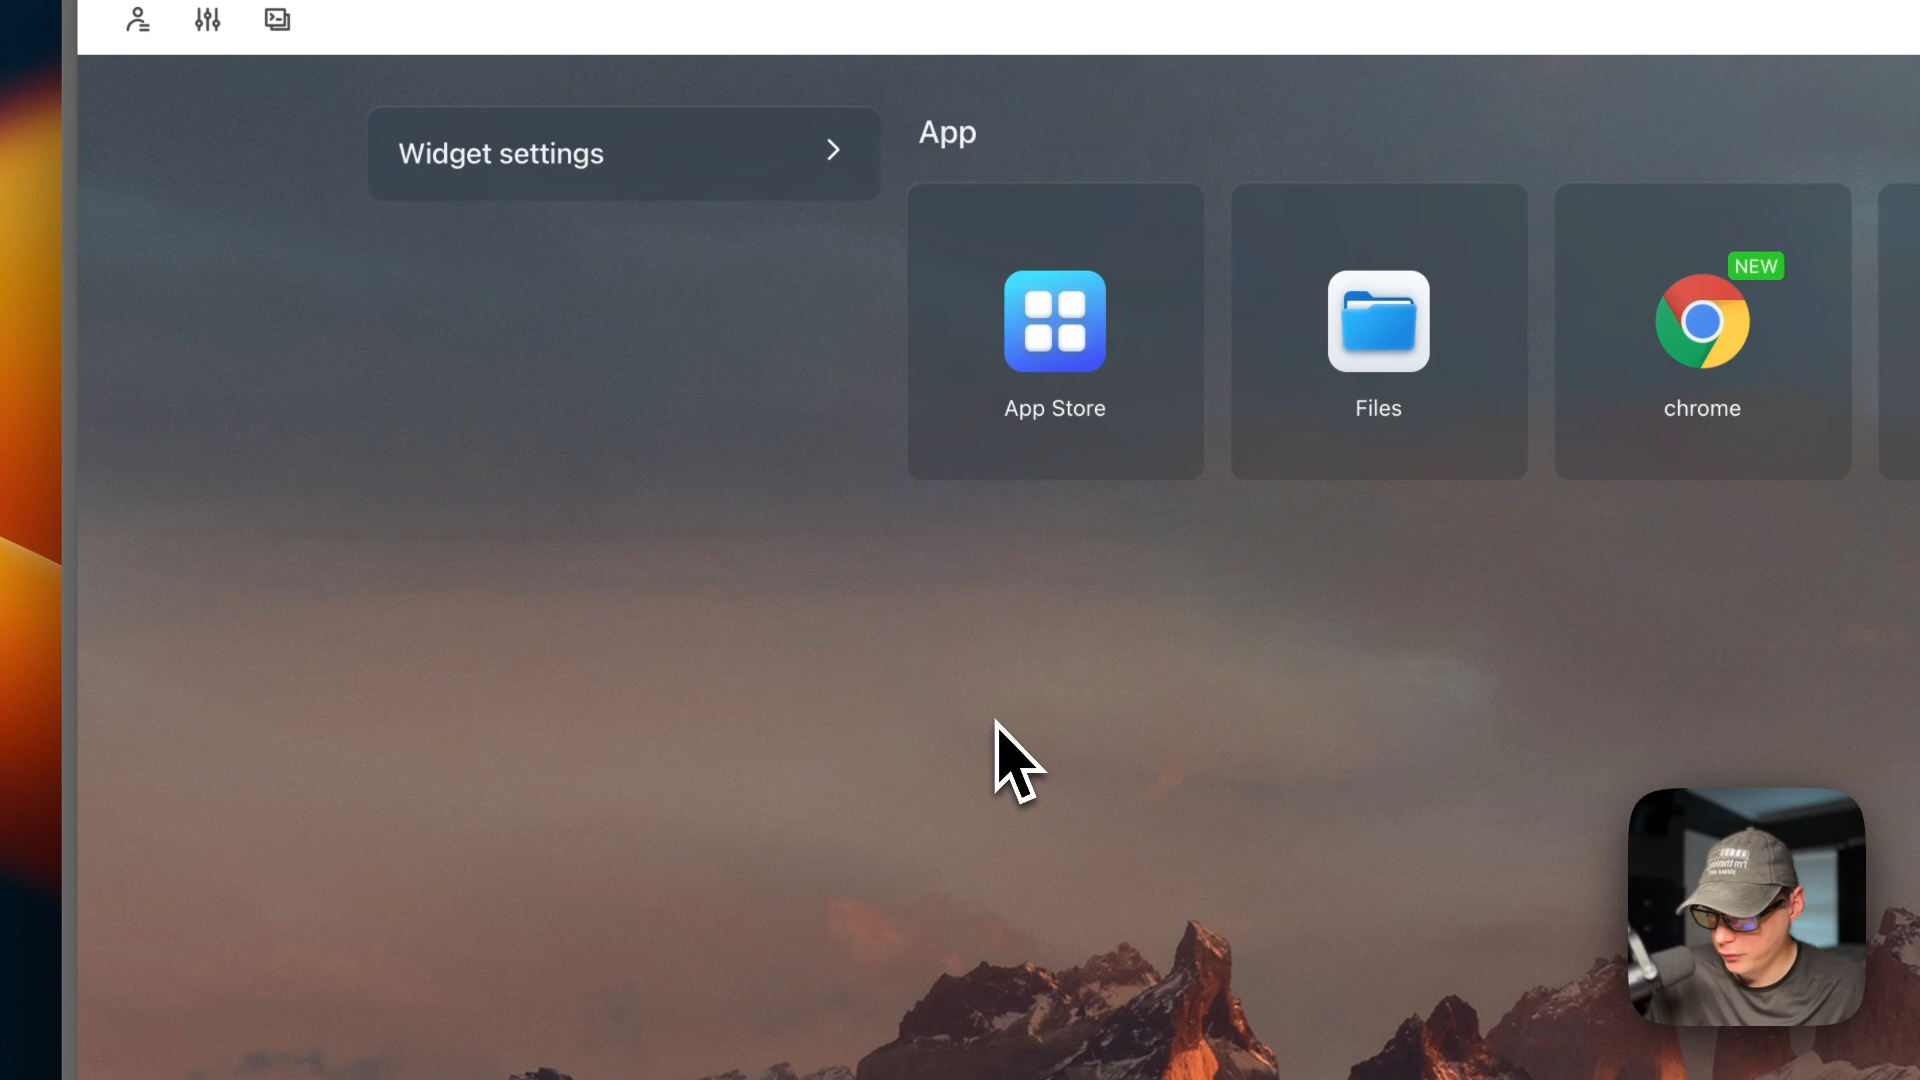 Widget settings
App
App Store
Files
NEW
chrome